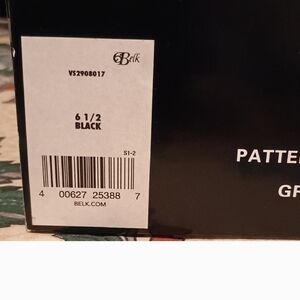 Belk
VS2908017
6 1/2
BLACK
S1-2
4 00627 25388 7
BELK.COM
PATTE
GR